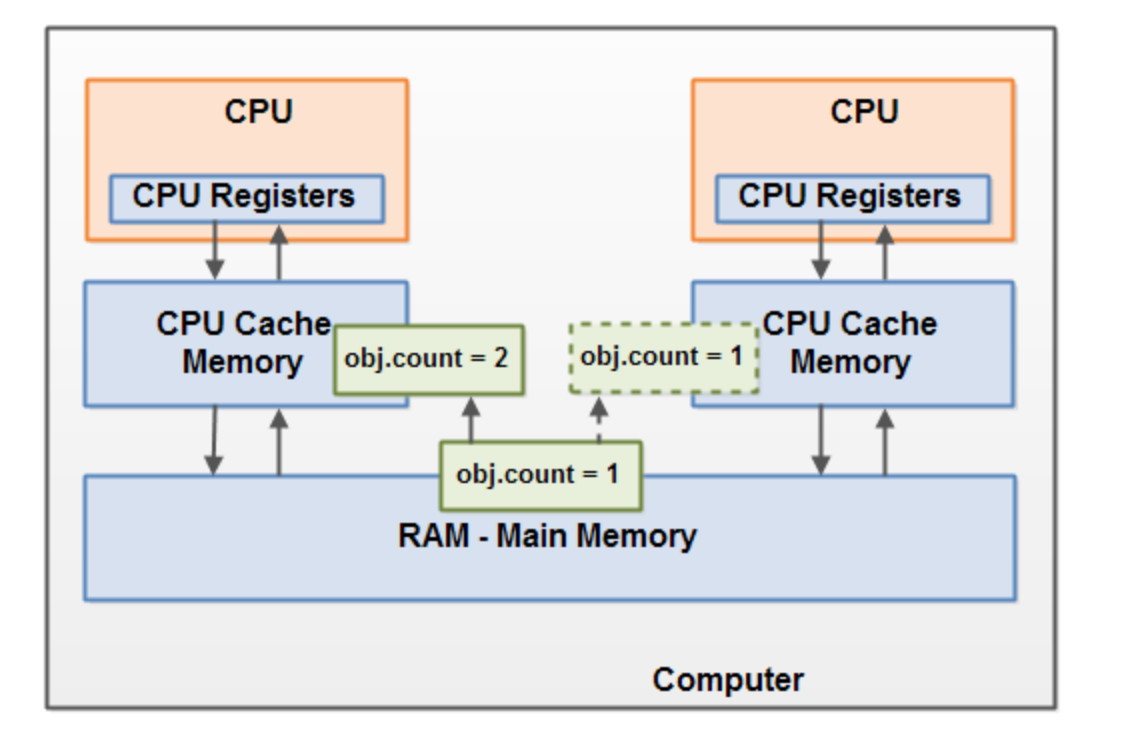 CPU
CPU
CPU Registers
CPU Registers
CPU Cache
Memory
obj.count = 2
obj.count = 1
CPU Cache
Memory
obj.count = 1
RAM - Main Memory
Computer